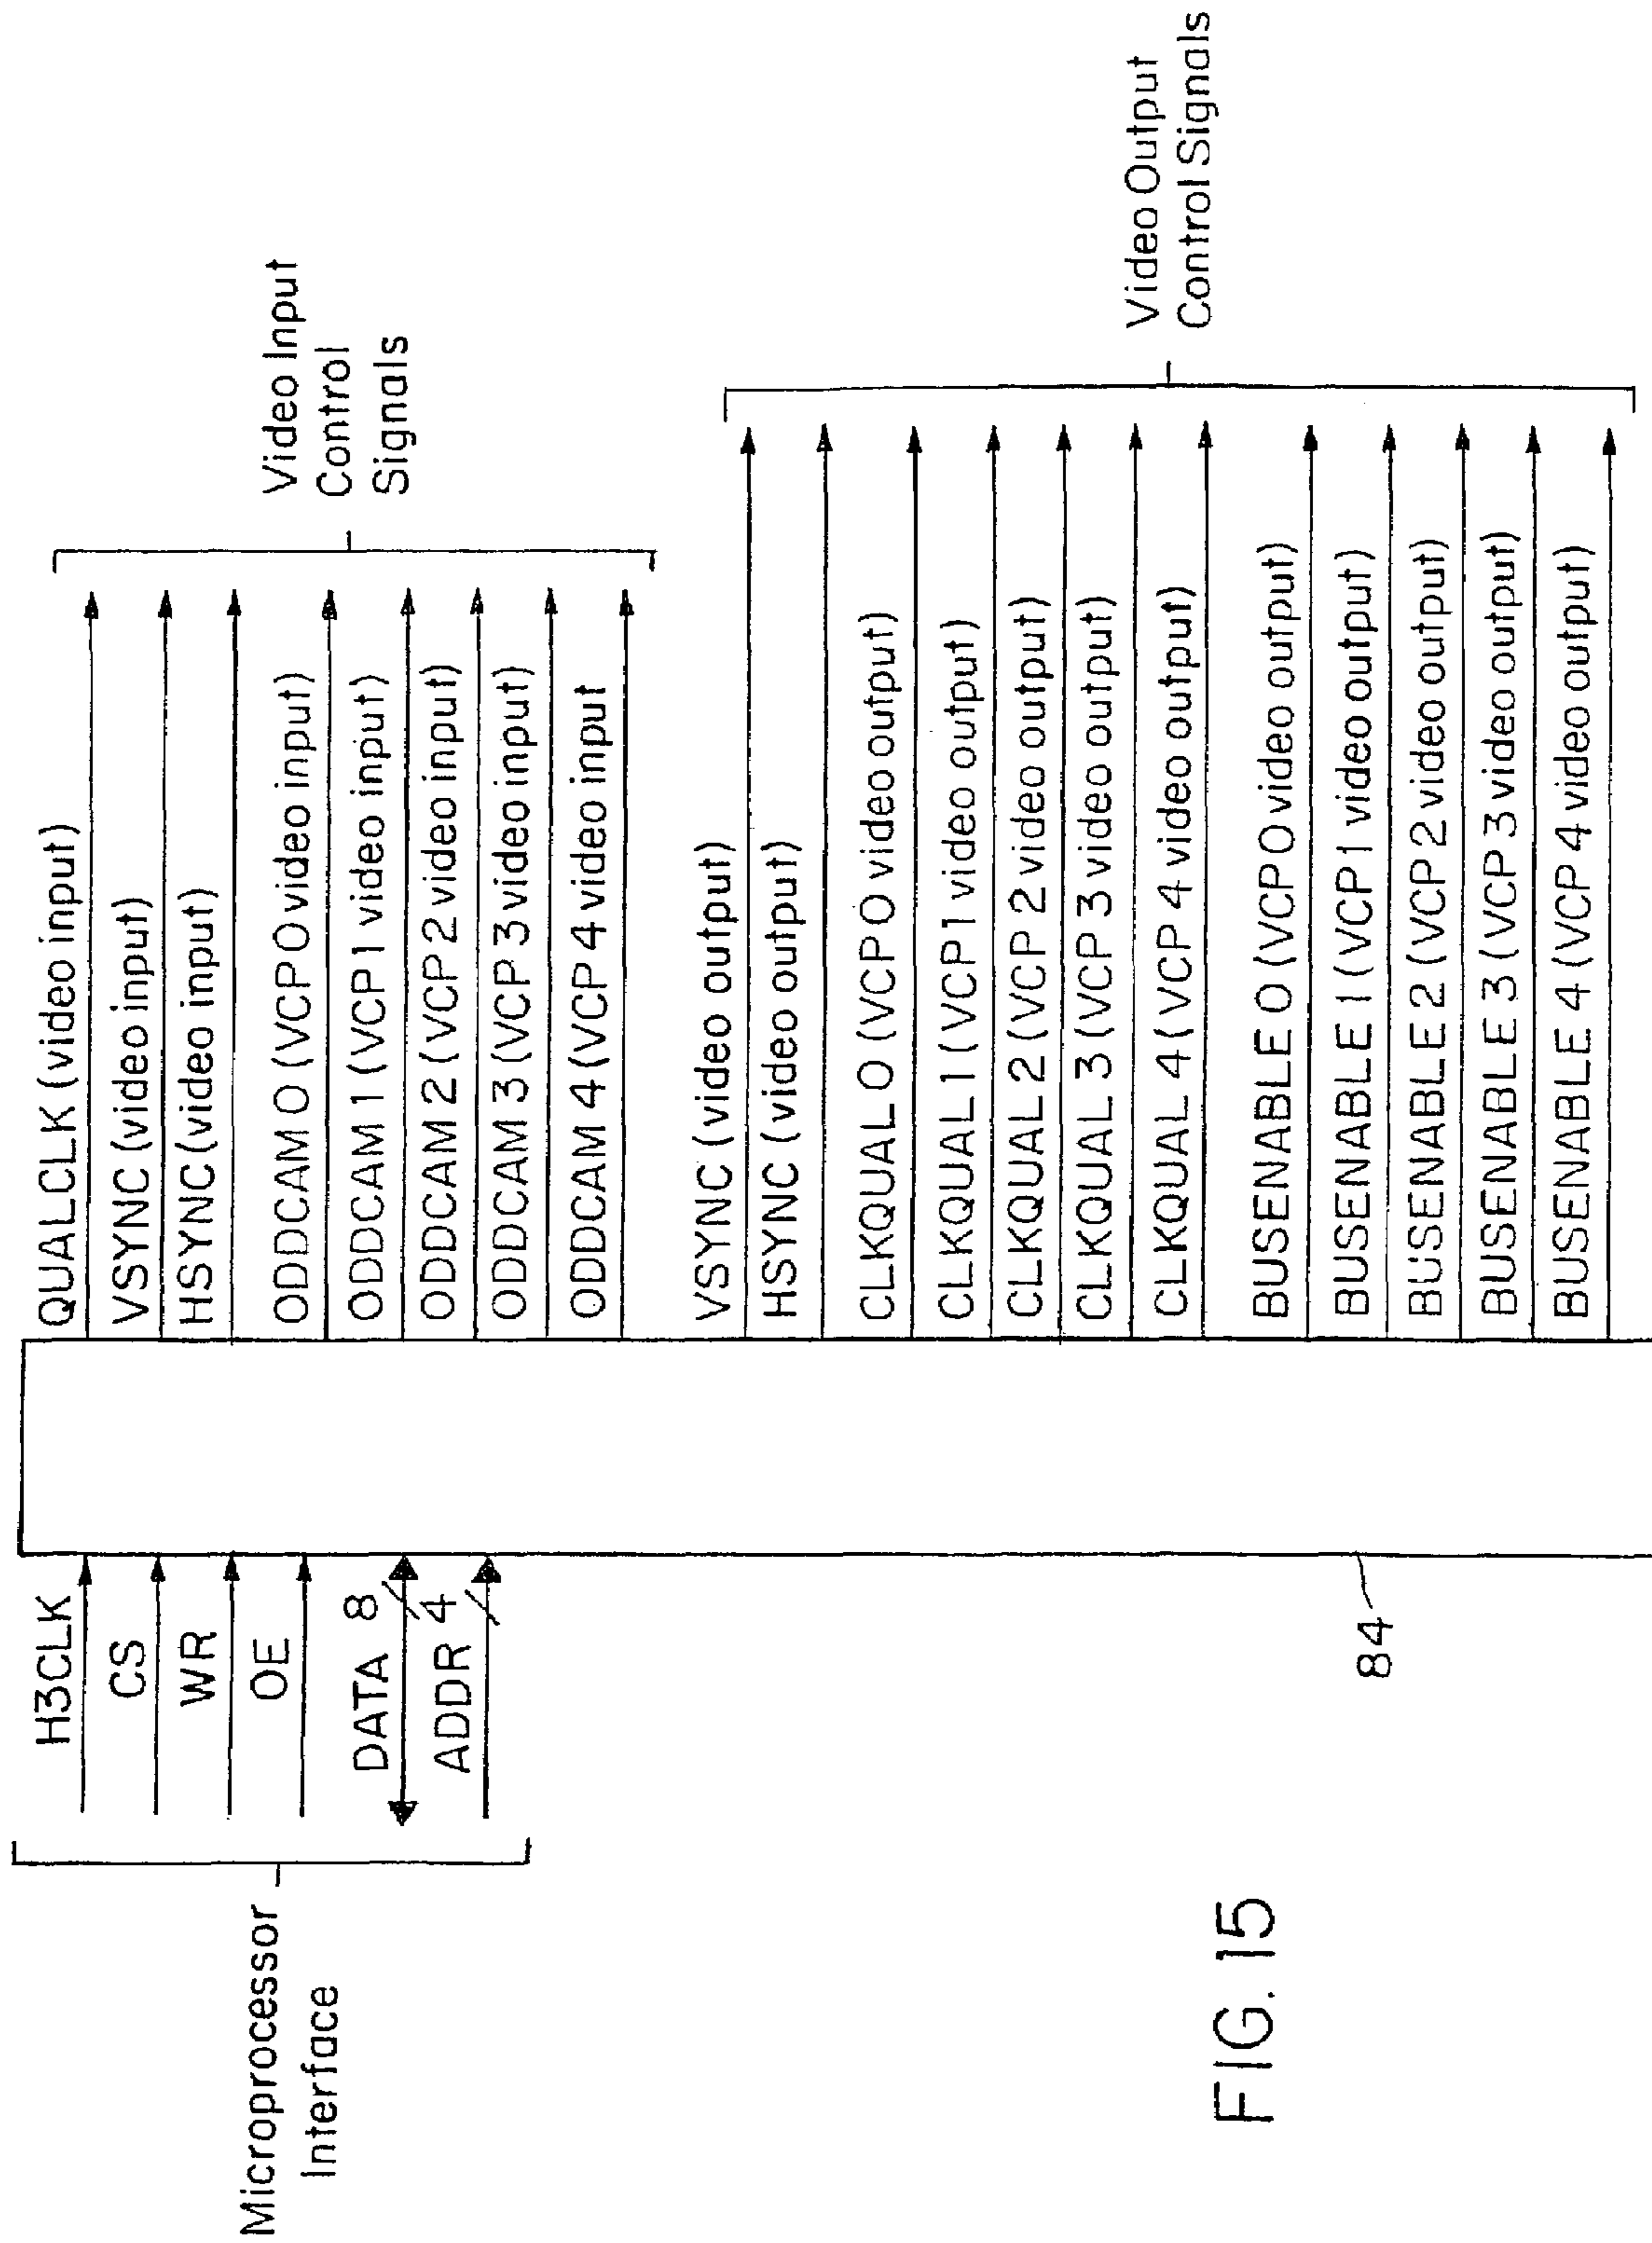 Microprocessor
Interface
H3CLK
CS
WR
OE
DATA 8
ADDR 4
84
QUALCLK (video input)
VSYNC (video input)
HSYNC (video input)
ODDCAM 0 (VCP 0 video input)
ODDCAM 1 (VCP 1 video input)
ODDCAM 2 (VCP 2 video input)
ODDCAM 3 (VCP 3 video input)
ODDCAM 4 (VCP 4 video input
Video Input
Control
Signals
VSYNC (video output)
HSYNC (video output)
CLKQUAL 0 (VCP 0 video output)
CLKQUAL 1 (VCP 1 video output)
CLKQUAL 2 (VCP 2 video output)
CLKQUAL 3 (VCP 3 video output)
CLKQUAL 4 (VCP 4 video output)
BUSENABLE 0 (VCP 0 video output)
BUSENABLE 1 (VCP 1 video output)
BUSENABLE 2 (VCP 2 video output)
BUSENABLE 3 (VCP 3 video output)
BUSENABLE 4 (VCP 4 video output)
Video Output
Control Signals
FIG. 15